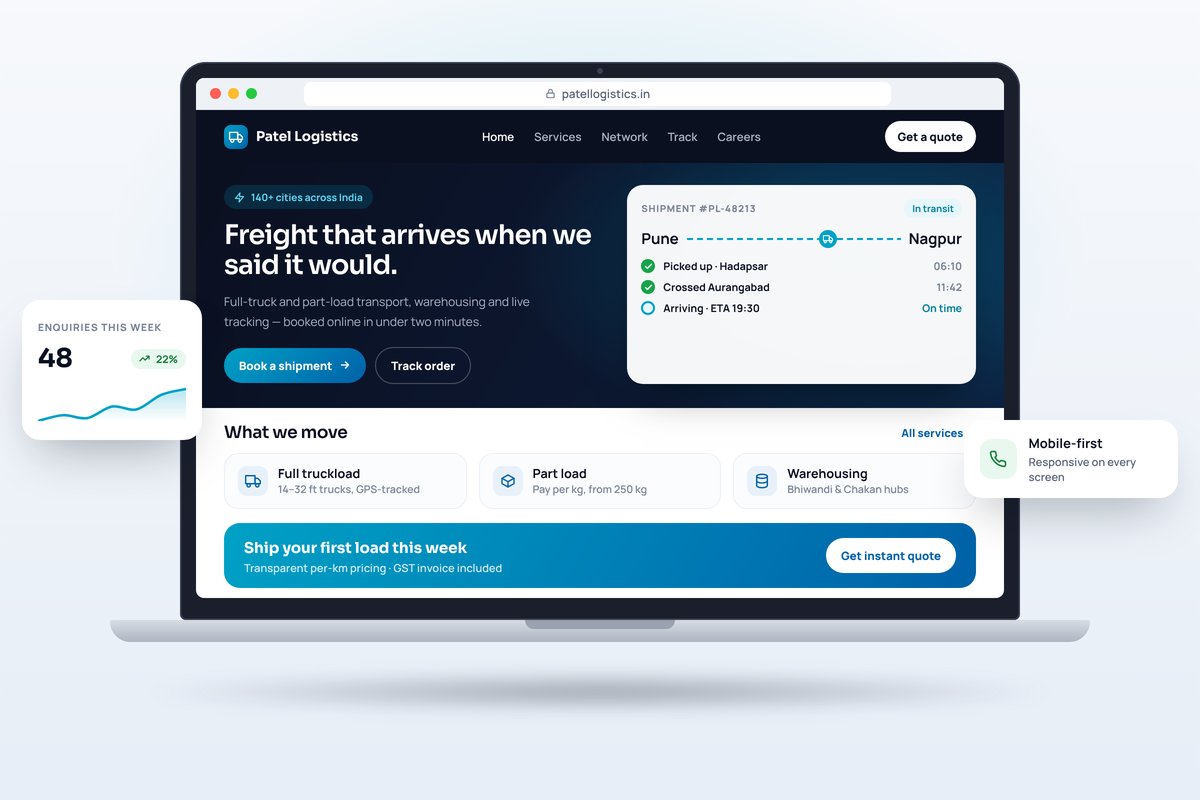 patellogistics.in
Patel Logistics
Home Services Network Track Careers
Get a quote
140+ cities across India
Freight that arrives when we
said it would.
Full-truck and part-load transport, warehousing and live
tracking — booked online in under two minutes.
Book a shipment →
Track order
SHIPMENT #PL-48213
In transit
Pune
Nagpur
Picked up · Hadapsar 06:10
Crossed Aurangabad 11:42
Arriving · ETA 19:30 On time
ENQUIRIES THIS WEEK
48
22%
What we move
All services
Full truckload
14–32 ft trucks, GPS-tracked
Part load
Pay per kg, from 250 kg
Warehousing
Bhiwandi & Chakan hubs
Mobile-first
Responsive on every
screen
Ship your first load this week
Transparent per-km pricing · GST invoice included
Get instant quote